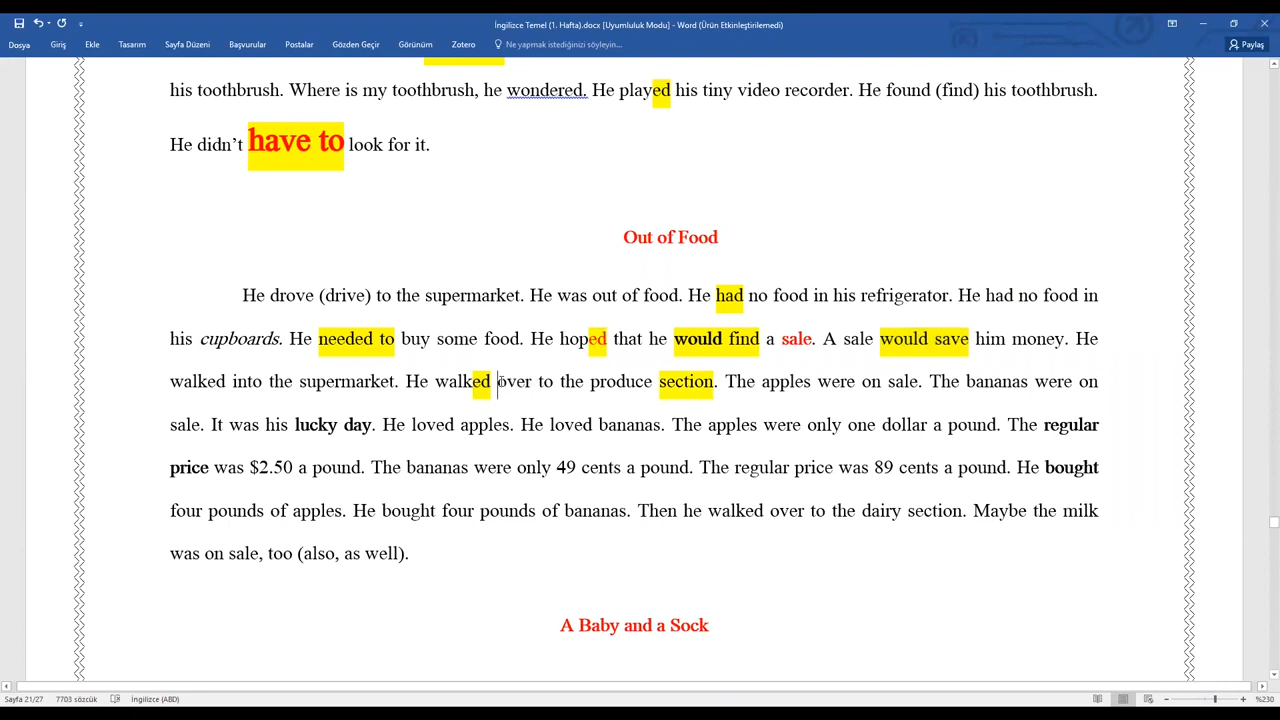 İngilizce Temel (1. Hafta).docx [Uyumluluk Modu] - Word (Ürün Etkinleştirilemedi)
Dosya Giriş Ekle Tasarım Sayfa Düzeni Başvurular Postalar Gözden Geçir Görünüm Zotero Ne yapmak istediğinizi söyleyin... Paylaş
his toothbrush. Where is my toothbrush, he wondered. He played his tiny video recorder. He found (find) his toothbrush.
He didn’t have to look for it.
Out of Food
He drove (drive) to the supermarket. He was out of food. He had no food in his refrigerator. He had no food in
his cupboards. He needed to buy some food. He hoped that he would find a sale. A sale would save him money. He
walked into the supermarket. He walked over to the produce section. The apples were on sale. The bananas were on
sale. It was his lucky day. He loved apples. He loved bananas. The apples were only one dollar a pound. The regular
price was $2.50 a pound. The bananas were only 49 cents a pound. The regular price was 89 cents a pound. He bought
four pounds of apples. He bought four pounds of bananas. Then he walked over to the dairy section. Maybe the milk
was on sale, too (also, as well).
A Baby and a Sock
Sayfa 21/27 7703 sözcük İngilizce (ABD) %230